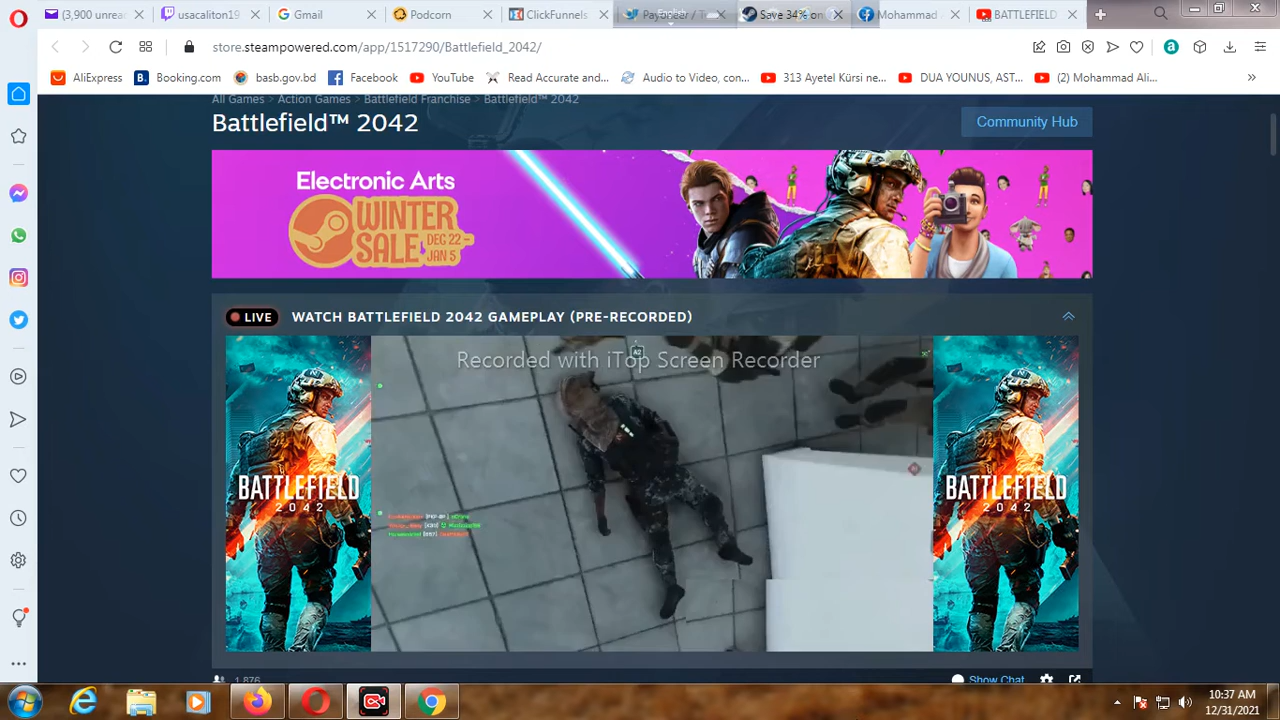 (3,900 unrea
usacaliton19
Gmail
Podcorn
ClickFunnels
Payoneer / T
English
Save 34% on
Mohammad
BATTLEFIELD
store.steampowered.com/app/1517290/Battlefield_2042/
AliExpress
Booking.com
basb.gov.bd
Facebook
YouTube
Read Accurate and...
Audio to Video, con...
313 Ayetel Kürsi ne...
DUA YOUNUS, AST...
(2) Mohammad Ali...
All Games > Action Games > Battlefield Franchise > Battlefield™ 2042
Battlefield™ 2042
Community Hub
Electronic Arts
WINTER
SALE
DEC 22 –
JAN 5
LIVE
WATCH BATTLEFIELD 2042 GAMEPLAY (PRE-RECORDED)
Recorded with iTop Screen Recorder
A2
BATTLEFIELD
2042
BATTLEFIELD
2042
1,876
Show Chat
10:37 AM
12/31/2021